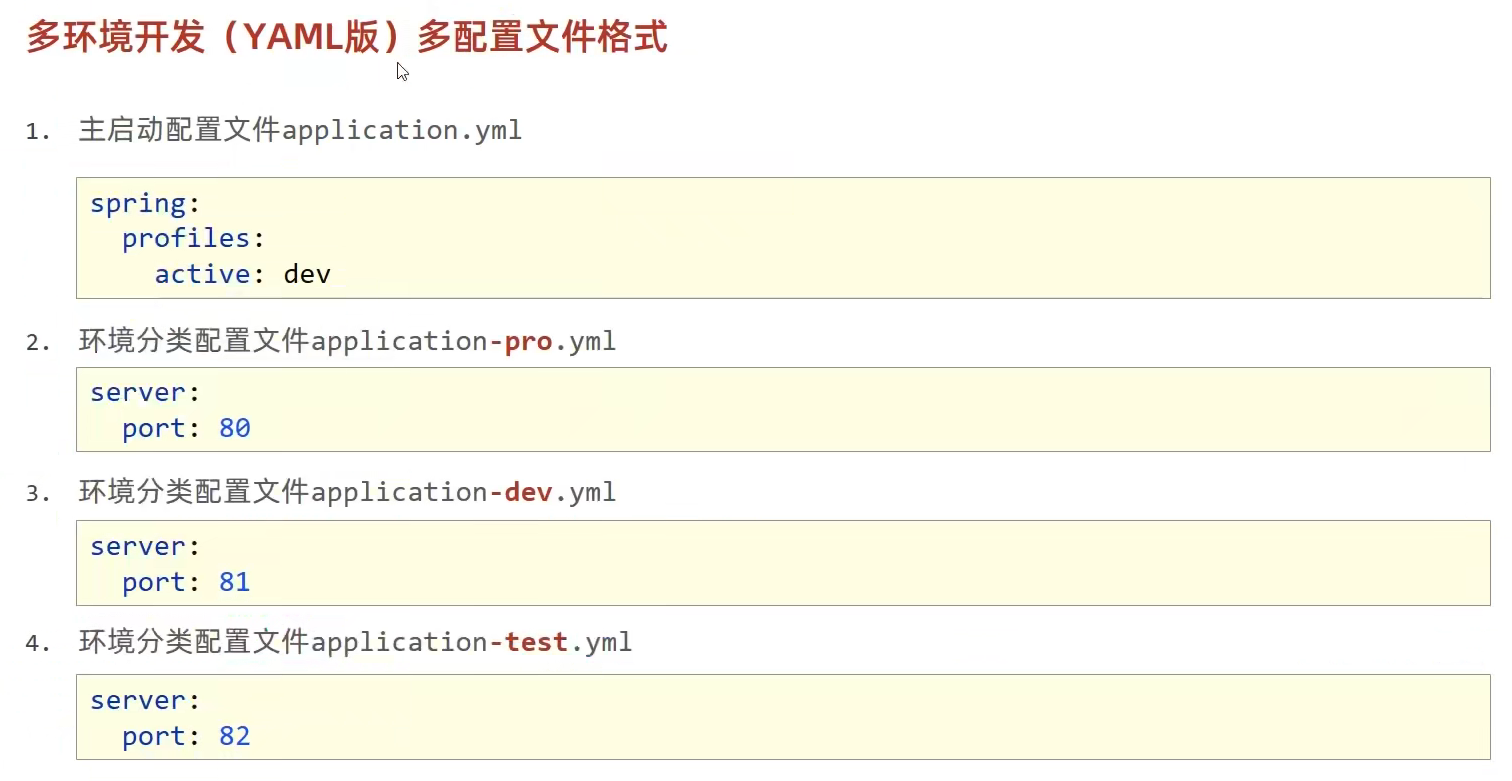 多环境开发（YAML版）多配置文件格式
1. 主启动配置文件application.yml
spring:
  profiles:
    active: dev
2. 环境分类配置文件application-pro.yml
server:
  port: 80
3. 环境分类配置文件application-dev.yml
server:
  port: 81
4. 环境分类配置文件application-test.yml
server:
  port: 82